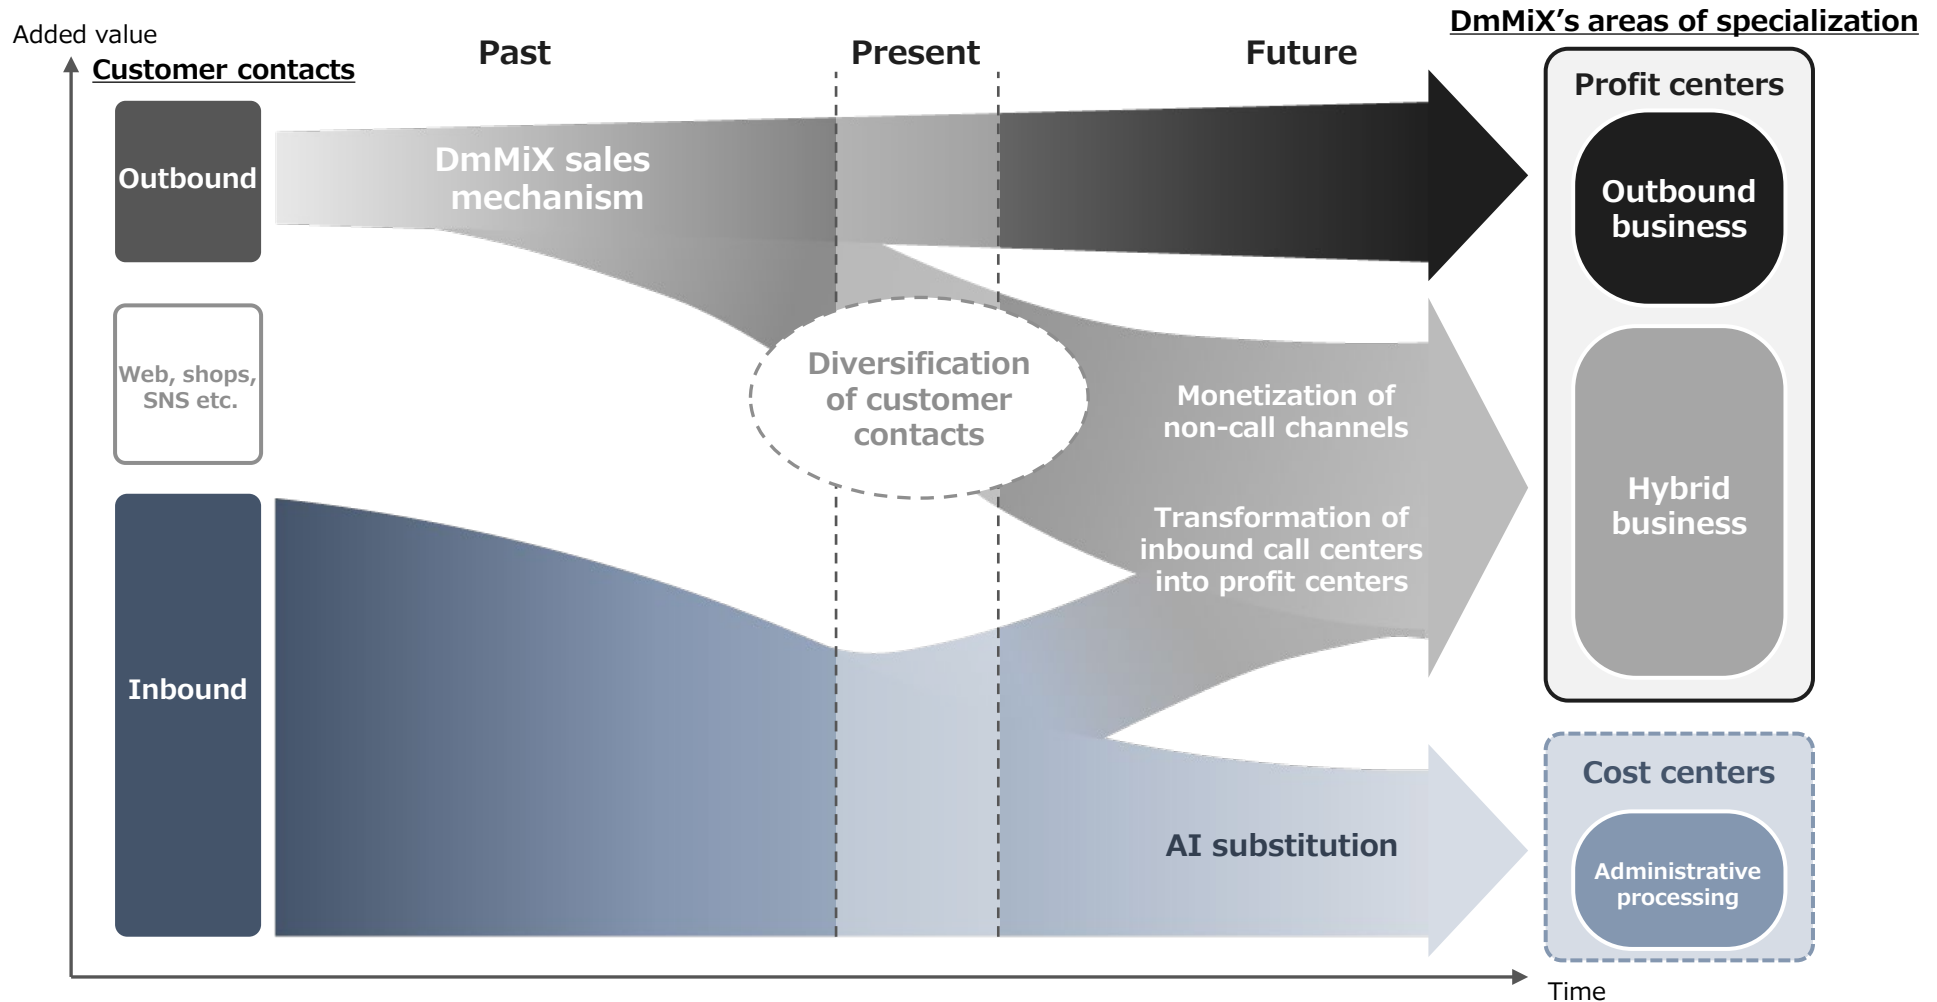 Added value
Customer contacts
Past
Present
Future
DmMiX’s areas of specialization
Outbound
Web, shops,
SNS etc.
Inbound
DmMiX sales
mechanism
Diversification
of customer
contacts
Monetization of
non-call channels
Transformation of
inbound call centers
into profit centers
AI substitution
Profit centers
Outbound
business
Hybrid
business
Cost centers
Administrative
processing
Time